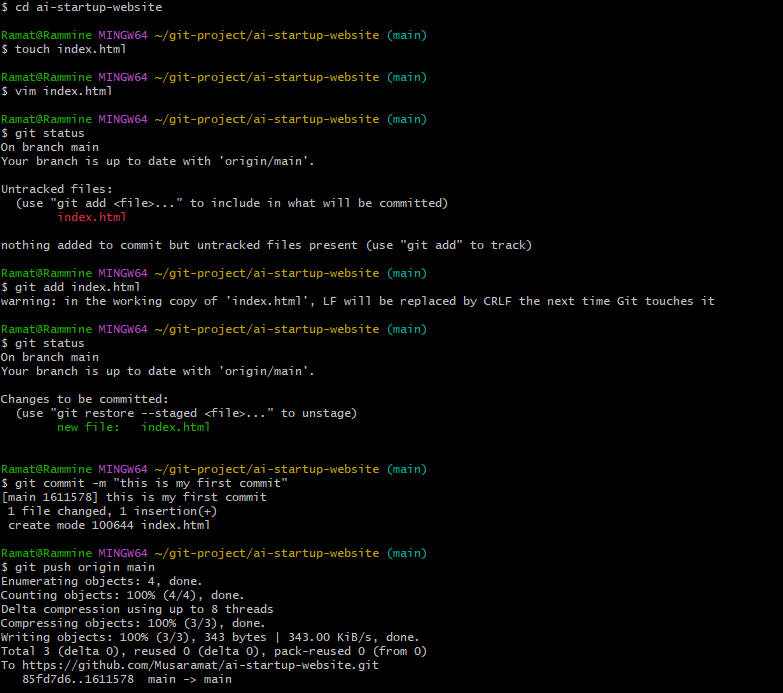 $ cd ai-startup-website
Ramat@Rammine MINGW64 ~/git-project/ai-startup-website (main)
$ touch index.html
Ramat@Rammine MINGW64 ~/git-project/ai-startup-website (main)
$ vim index.html
Ramat@Rammine MINGW64 ~/git-project/ai-startup-website (main)
$ git status
On branch main
Your branch is up to date with 'origin/main'.
Untracked files:
  (use "git add <file>..." to include in what will be committed)
        index.html
nothing added to commit but untracked files present (use "git add" to track)
Ramat@Rammine MINGW64 ~/git-project/ai-startup-website (main)
$ git add index.html
warning: in the working copy of 'index.html', LF will be replaced by CRLF the next time Git touches it
Ramat@Rammine MINGW64 ~/git-project/ai-startup-website (main)
$ git status
On branch main
Your branch is up to date with 'origin/main'.
Changes to be committed:
  (use "git restore --staged <file>..." to unstage)
        new file:   index.html
Ramat@Rammine MINGW64 ~/git-project/ai-startup-website (main)
$ git commit -m "this is my first commit"
[main 1611578] this is my first commit
 1 file changed, 1 insertion(+)
 create mode 100644 index.html
Ramat@Rammine MINGW64 ~/git-project/ai-startup-website (main)
$ git push origin main
Enumerating objects: 4, done.
Counting objects: 100% (4/4), done.
Delta compression using up to 8 threads
Compressing objects: 100% (3/3), done.
Writing objects: 100% (3/3), 343 bytes | 343.00 KiB/s, done.
Total 3 (delta 0), reused 0 (delta 0), pack-reused 0 (from 0)
To https://github.com/Musaramat/ai-startup-website.git
   85fd7d6..1611578  main -> main